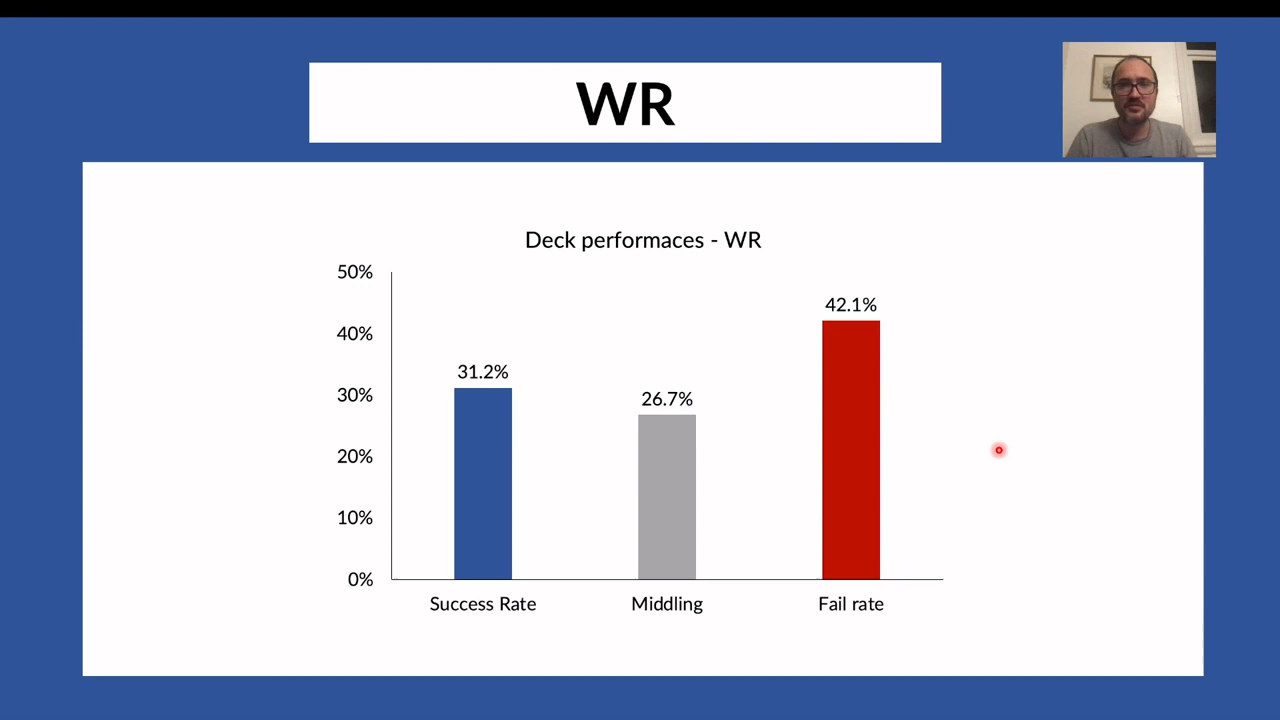 WR
Deck performaces - WR
50%
42.1%
40%
31.2%
30%
26.7%
20%
10%
0%
Success Rate
Middling
Fail rate